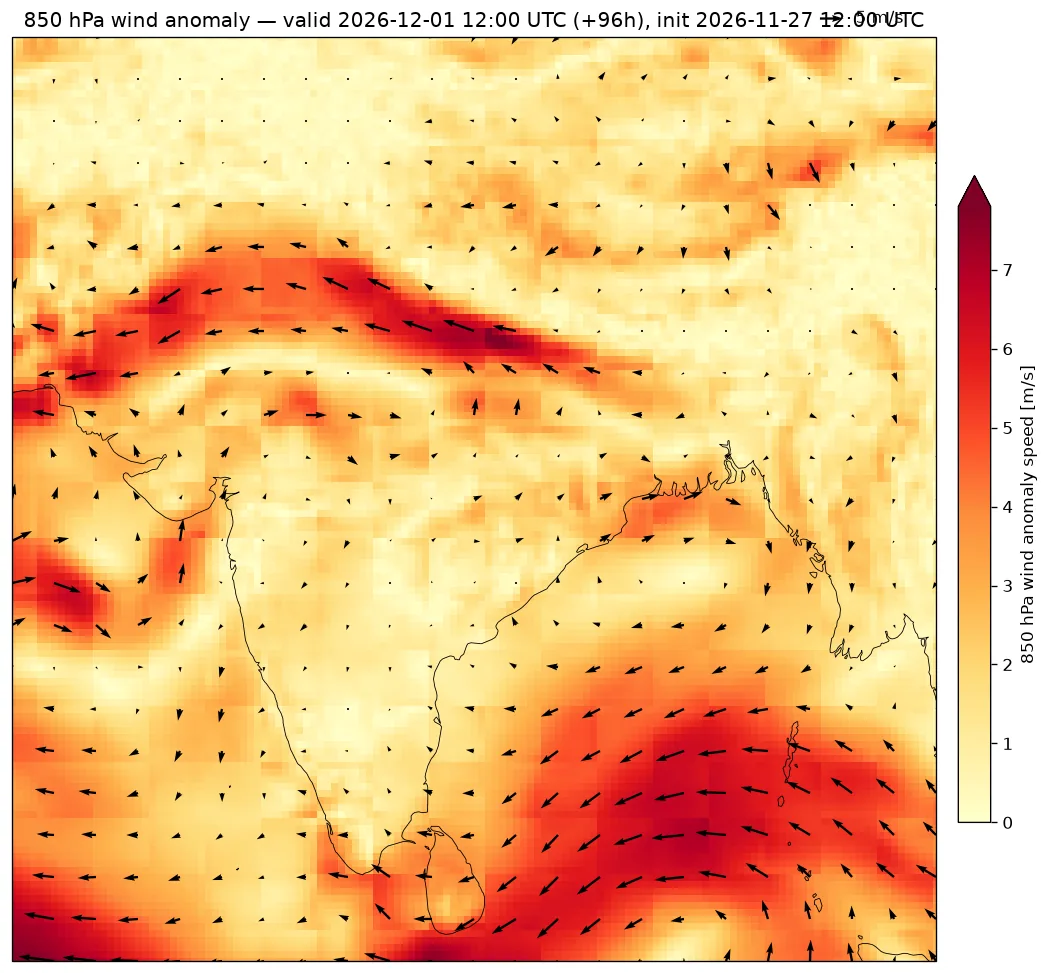 850 hPa wind anomaly — valid 2026-12-01 12:00 UTC (+96h), init 2026-11-27 12:00 UTC
5 m/s
7
6
5
4
3
2
1
0
850 hPa wind anomaly speed [m/s]